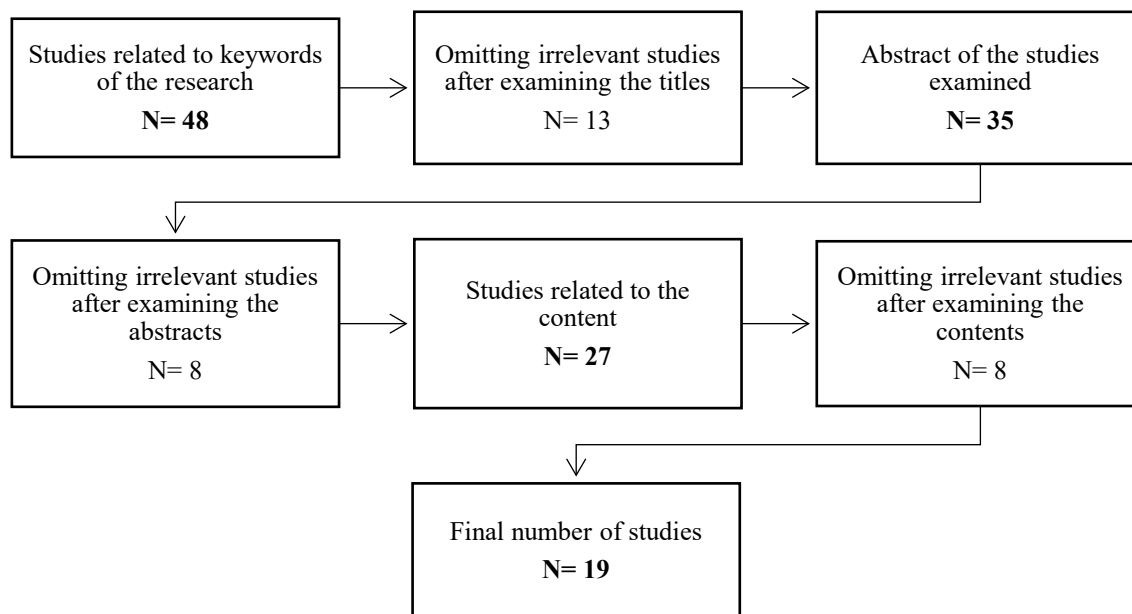 Studies related to keywords
of the research
N= 48
Omitting irrelevant studies
after examining the titles
N= 13
Abstract of the studies
examined
N= 35
Omitting irrelevant studies
after examining the
abstracts
N= 8
Studies related to the
content
N= 27
Omitting irrelevant studies
after examining the
contents
N= 8
Final number of studies
N= 19